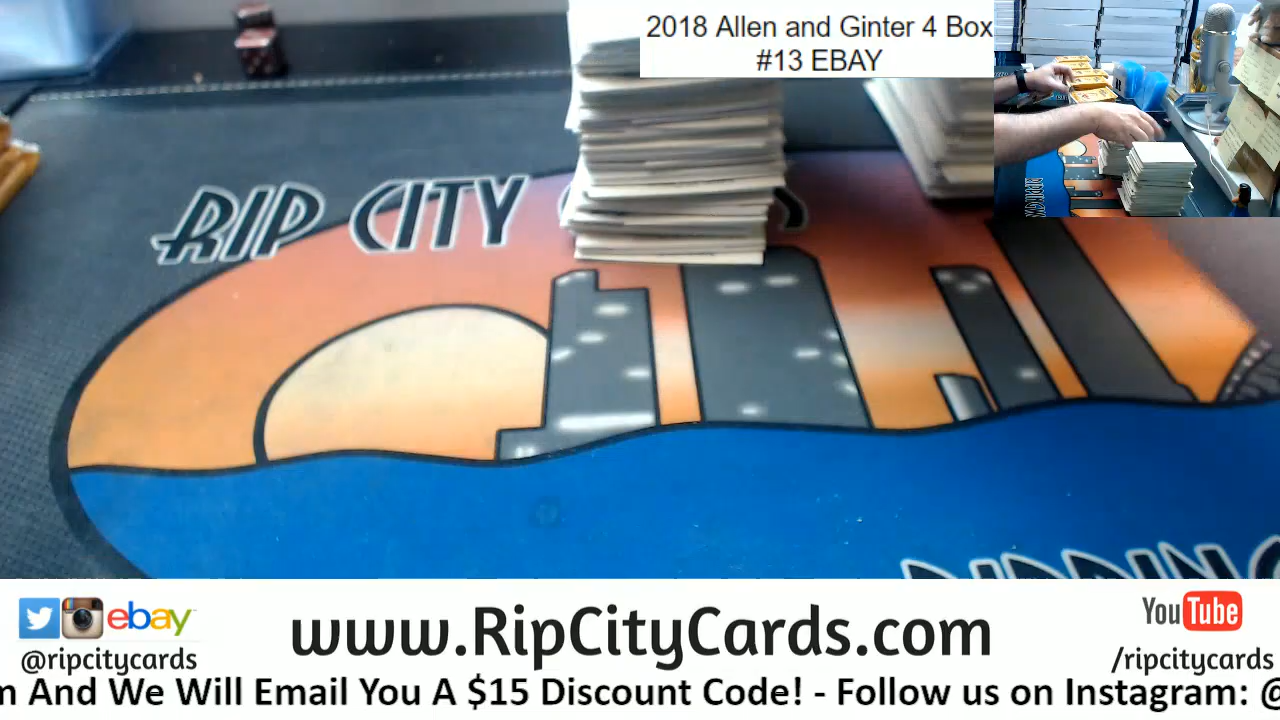 2018 Allen and Ginter 4 Box
#13 EBAY
RIP CITY
ebay
www.RipCityCards.com
YouTube
@ripcitycards
/ripcitycards
And We Will Email You A $15 Discount Code! - Follow us on Instagram: @